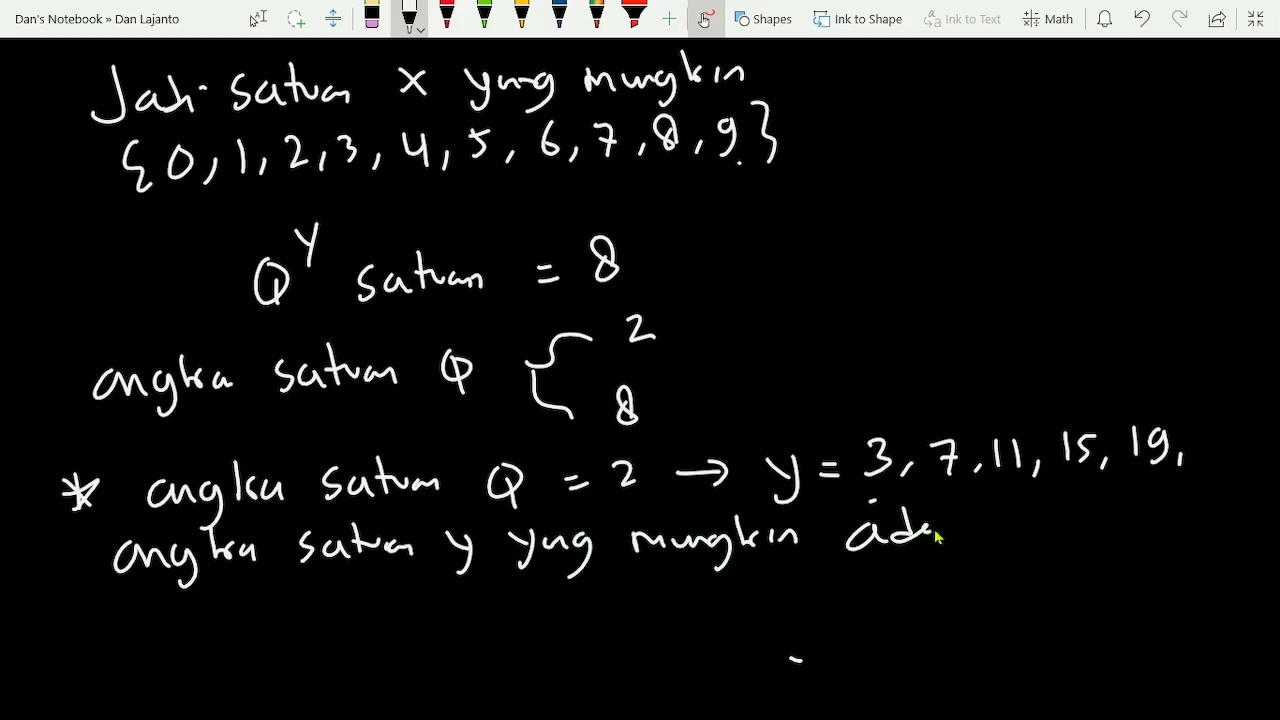 Dan's Notebook » Dan Lajanto Shapes Ink to Shape Ink to Text Math
Jadi satuan x yang mungkin
{0, 1, 2, 3, 4, 5, 6, 7, 8, 9}
Q^y satuan = 8
angka satuan Q { 2
8
* angka satuan Q = 2 → y = 3, 7, 11, 15, 19,
angka satuan y yang mungkin ada